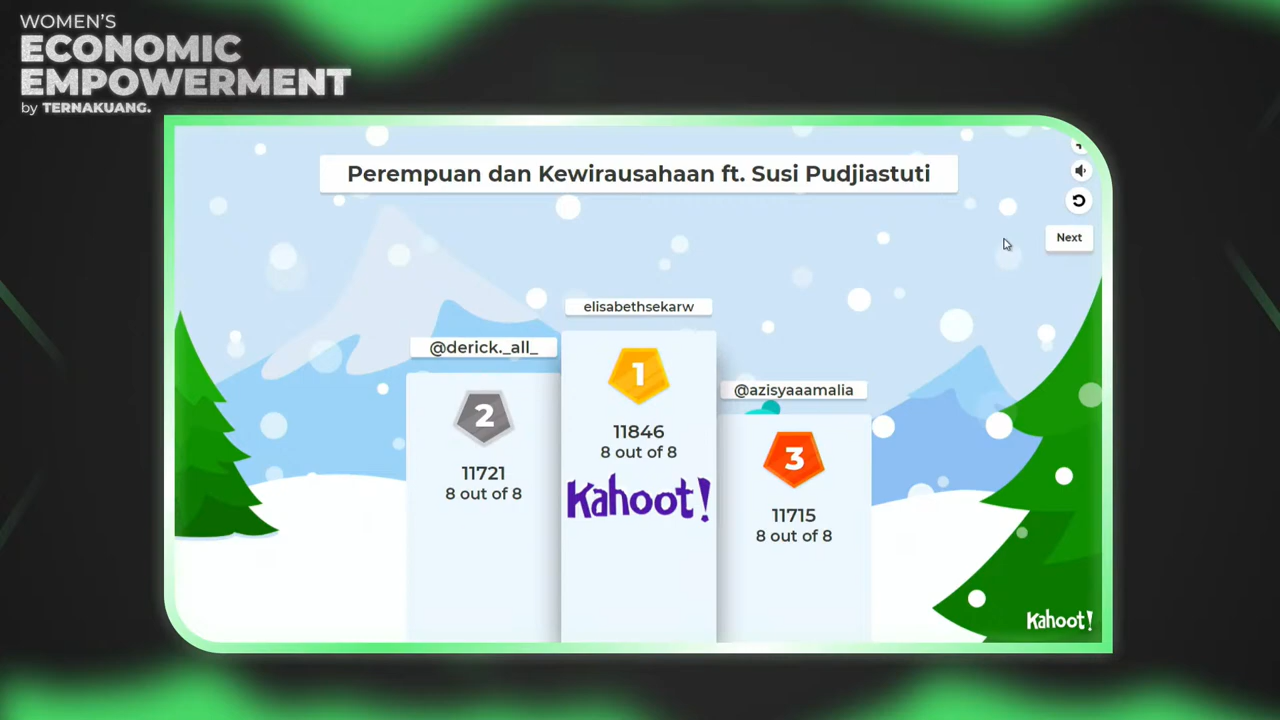 WOMEN'S
ECONOMIC
EMPOWERMENT
by TERNAKUANG.
Perempuan dan Kewirausahaan ft. Susi Pudjiastuti
Next
elisabethsekarw
1
11846
8 out of 8
Kahoot!
@derick._all_
2
11721
8 out of 8
@azisyaaamalia
3
11715
8 out of 8
Kahoot!